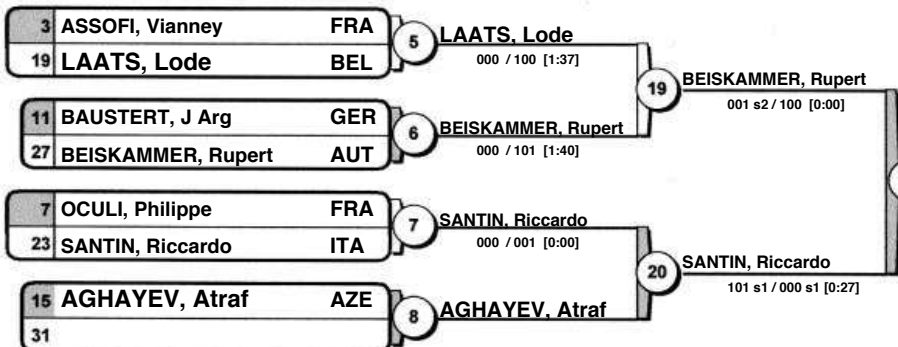 3 ASSOFI, Vianney FRA
19 LAATS, Lode BEL
5
LAATS, Lode
000 / 100 [1:37]
11 BAUSTERT, J Arg GER
27 BEISKAMMER, Rupert AUT
6
BEISKAMMER, Rupert
000 / 101 [1:40]
19
BEISKAMMER, Rupert
001 s2 / 100 [0:00]
7 OCULI, Philippe FRA
23 SANTIN, Riccardo ITA
7
SANTIN, Riccardo
000 / 001 [0:00]
15 AGHAYEV, Atraf AZE
31
8
AGHAYEV, Atraf
20
SANTIN, Riccardo
101 s1 / 000 s1 [0:27]